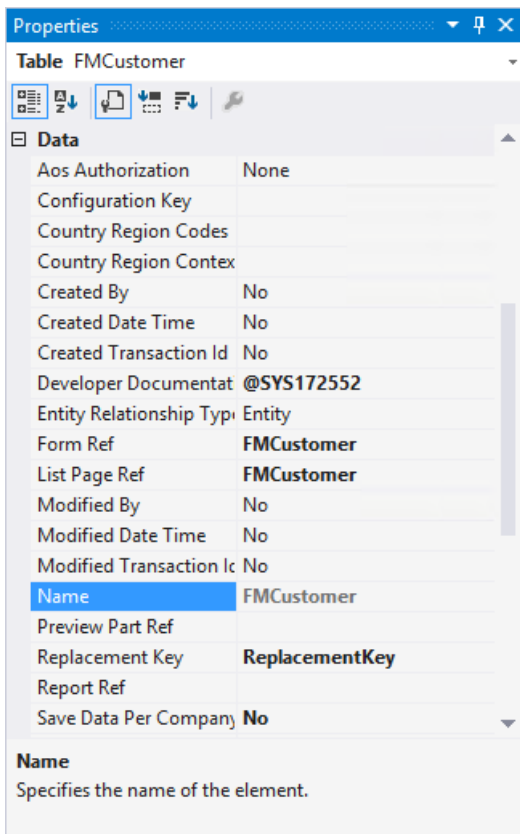 Properties
Table FMCustomer
Data
Aos Authorization None
Configuration Key
Country Region Codes
Country Region Contex
Created By No
Created Date Time No
Created Transaction Id No
Developer Documentati @SYS172552
Entity Relationship Type Entity
Form Ref FMCustomer
List Page Ref FMCustomer
Modified By No
Modified Date Time No
Modified Transaction Id No
Name FMCustomer
Preview Part Ref
Replacement Key ReplacementKey
Report Ref
Save Data Per Company No
Name
Specifies the name of the element.